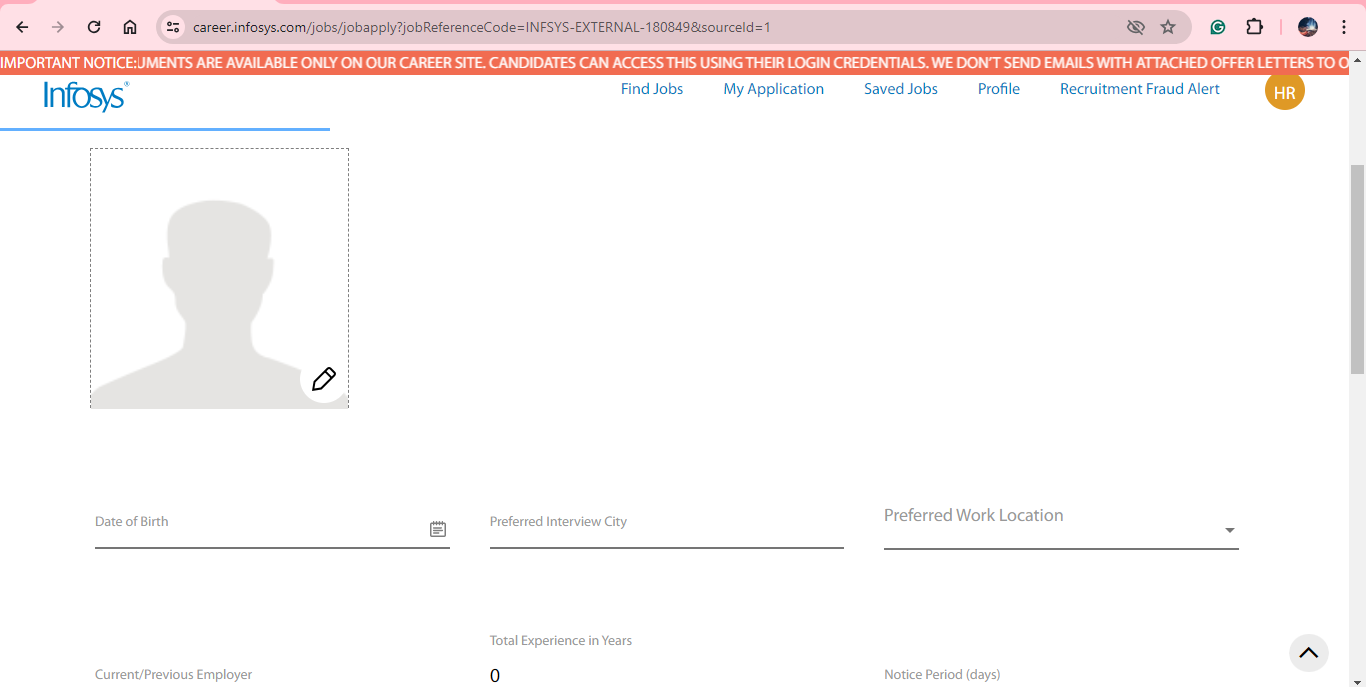 career.infosys.com/jobs/jobapply?jobReferenceCode=INFSYS-EXTERNAL-180849&sourceId=1
IMPORTANT NOTICE:UMENTS ARE AVAILABLE ONLY ON OUR CAREER SITE. CANDIDATES CAN ACCESS THIS USING THEIR LOGIN CREDENTIALS. WE DON'T SEND EMAILS WITH ATTACHED OFFER LETTERS TO O
Infosys®
Find Jobs My Application Saved Jobs Profile Recruitment Fraud Alert HR
Date of Birth Preferred Interview City Preferred Work Location
Total Experience in Years
Current/Previous Employer 0 Notice Period (days)